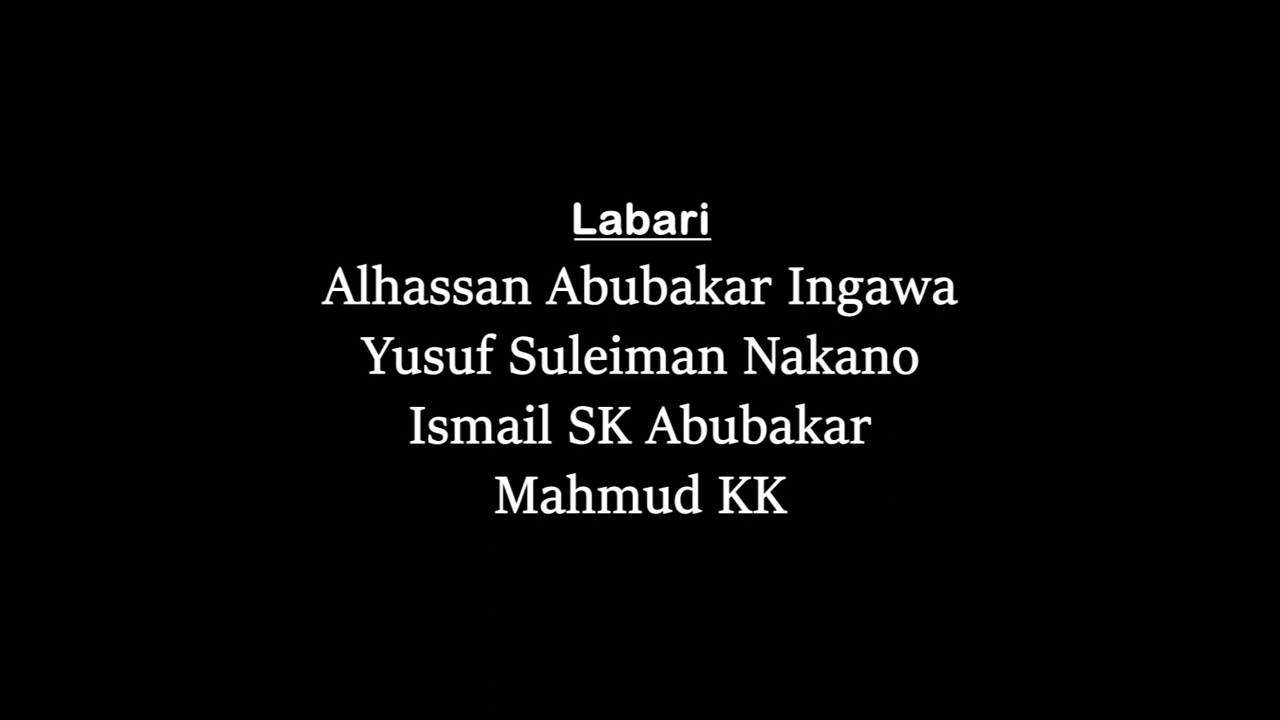 Labari
Alhassan Abubakar Ingawa
Yusuf Suleiman Nakano
Ismail SK Abubakar
Mahmud KK